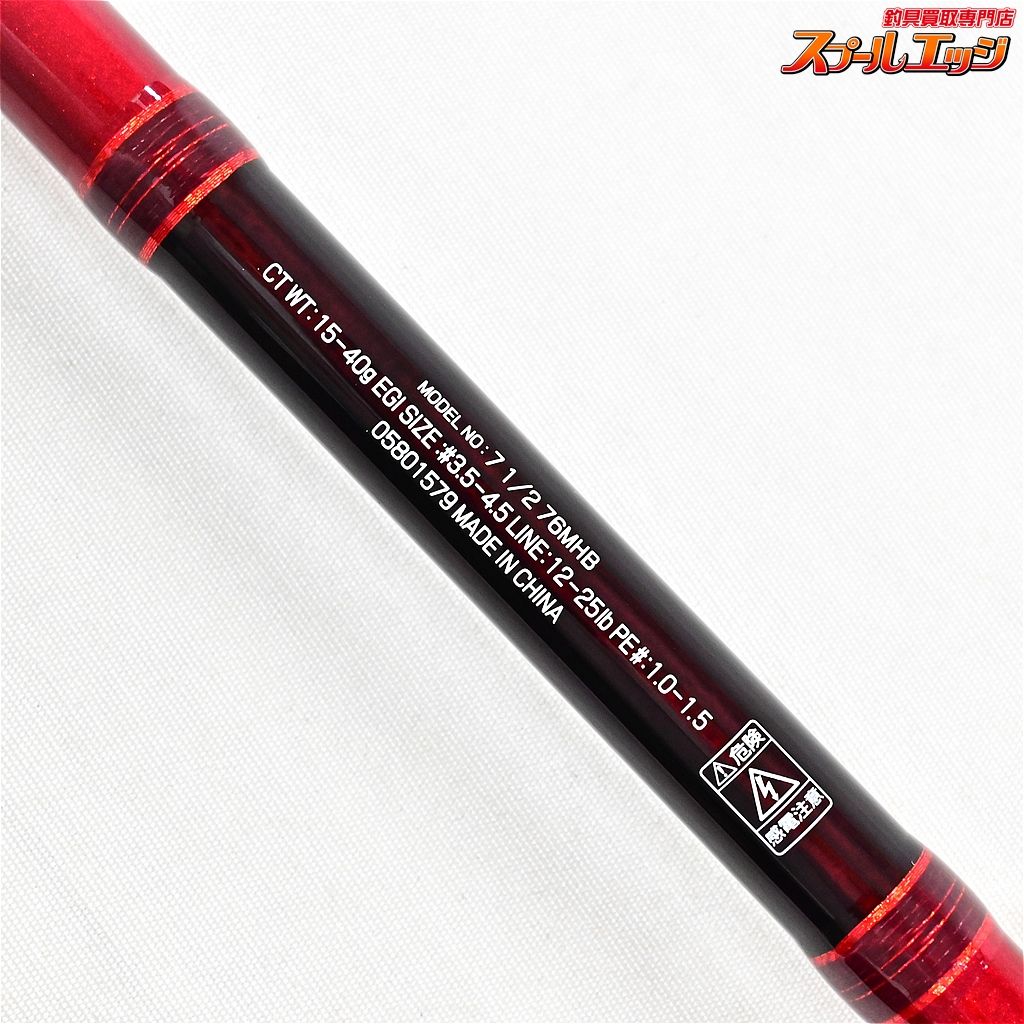 釣具買取専門店
スプールエッジ
MODEL NO.: 7 1/2 76MHB
CT WT.: 15-40g EGI SIZE.:#3.5-4.5 LINE:12-25lb PE#:1.0-1.5
05801579 MADE IN CHINA
危険
感電注意